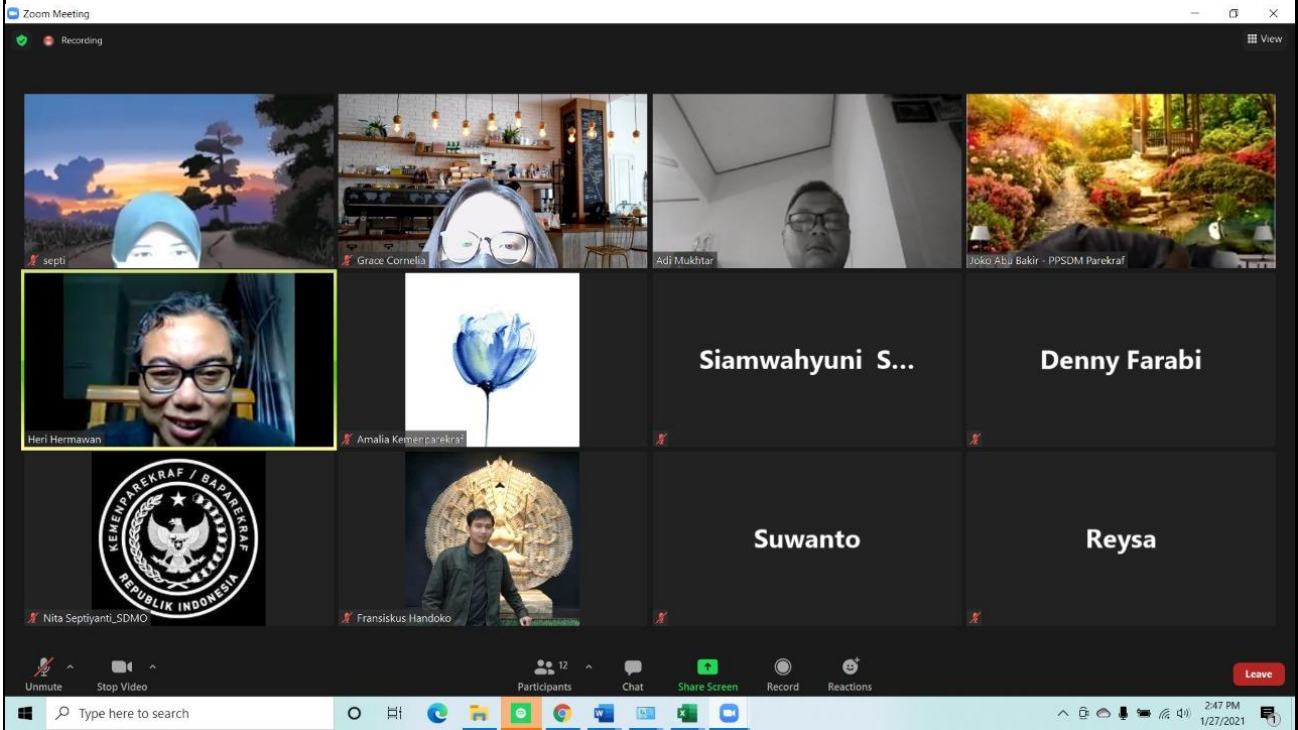 Zoom Meeting
Recording
View
septi
Grace Cornelia
Adi Mukhtar
Joko Abu Bakir - PPSDM Parekraf
Heri Hermawan
Amalia Kemenparekraf
Siamwahyuni S...
Denny Farabi
KEMENPAREKRAF / BAPAREKRAF
REPUBLIK INDONESIA
Nita Septiyanti_SDMO
Fransiskus Handoko
Suwanto
Reysa
Unmute
Stop Video
12
Participants
Chat
Share Screen
Record
Reactions
Leave
Type here to search
2:47 PM
1/27/2021
1